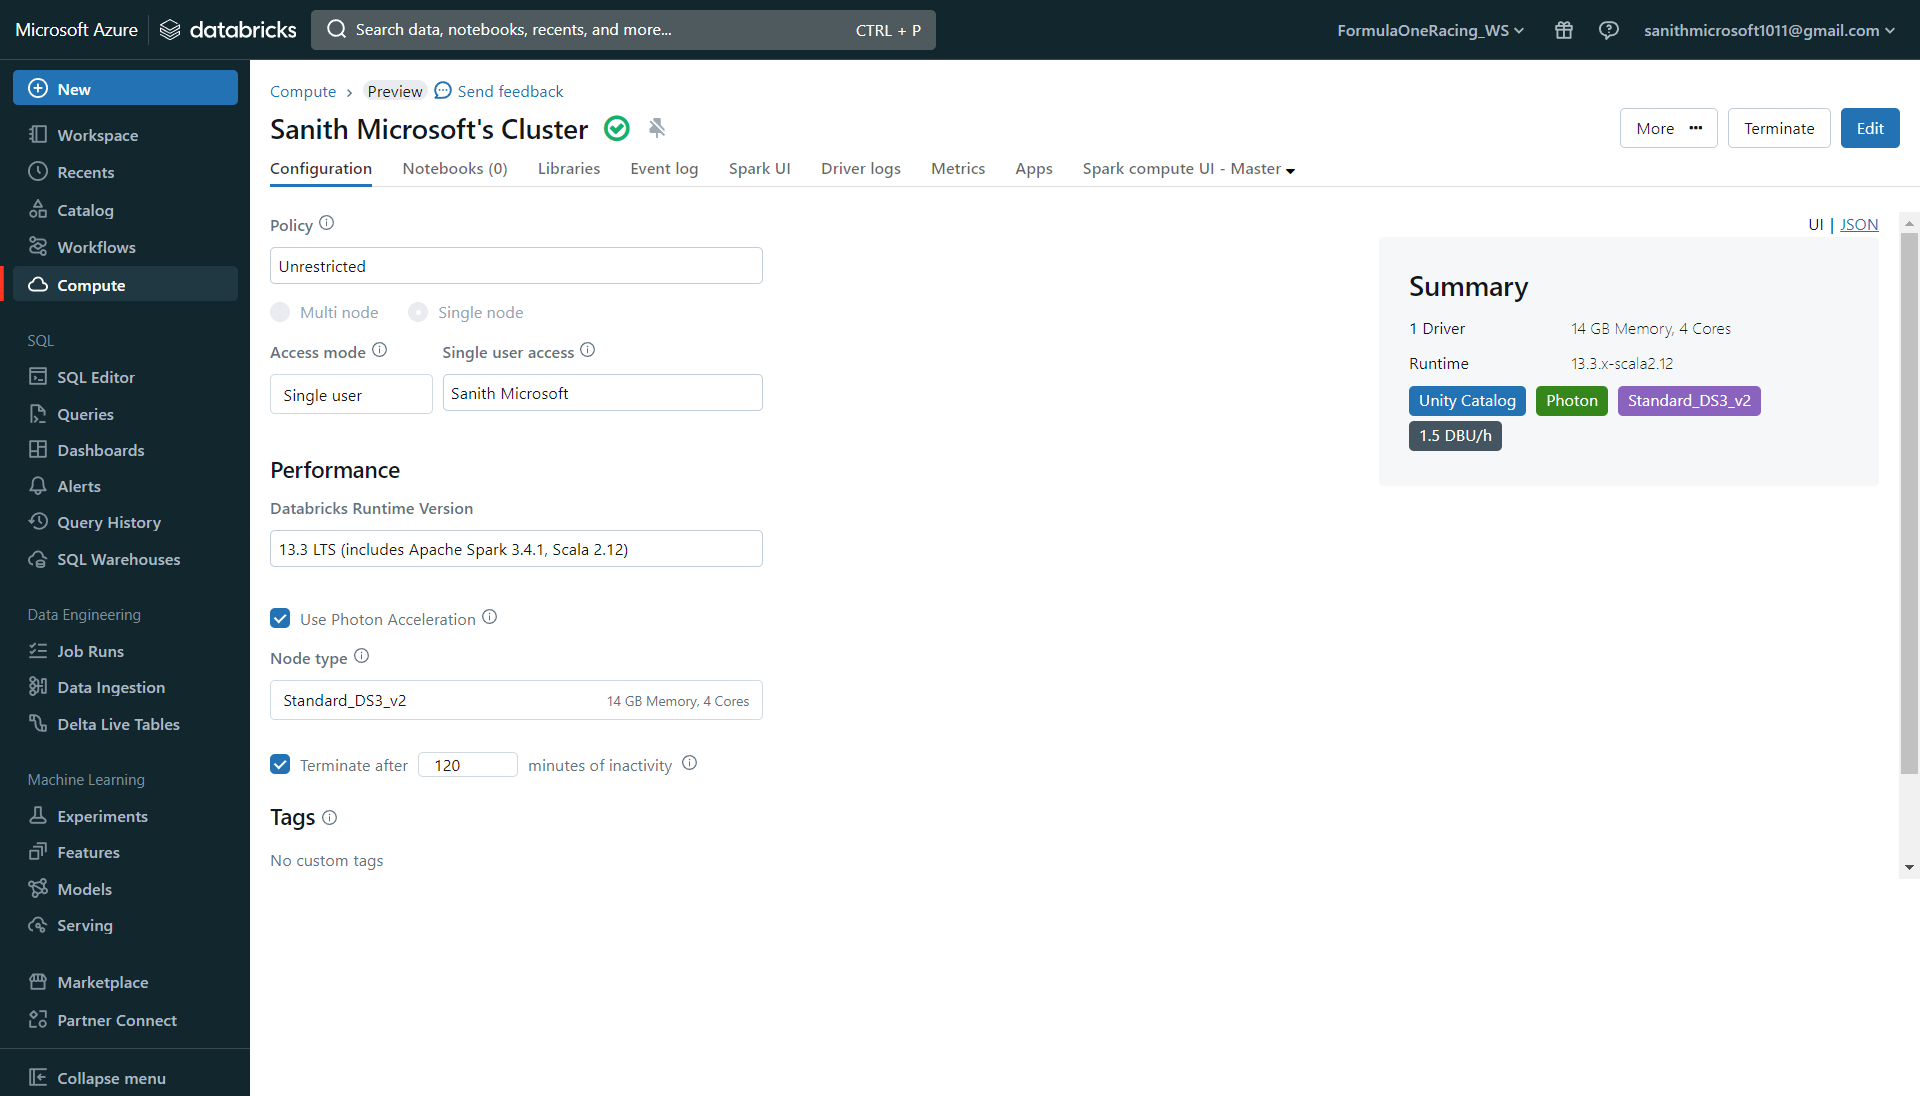 Microsoft Azure
databricks
Search data, notebooks, recents, and more...
CTRL + P
FormulaOneRacing_WS
sanithmicrosoft1011@gmail.com
New
Workspace
Recents
Catalog
Workflows
Compute
SQL
SQL Editor
Queries
Dashboards
Alerts
Query History
SQL Warehouses
Data Engineering
Job Runs
Data Ingestion
Delta Live Tables
Machine Learning
Experiments
Features
Models
Serving
Marketplace
Partner Connect
Collapse menu
Compute › Preview Send feedback
Sanith Microsoft's Cluster
More ···
Terminate
Edit
Configuration
Notebooks (0)
Libraries
Event log
Spark UI
Driver logs
Metrics
Apps
Spark compute UI - Master
Policy
Unrestricted
Multi node
Single node
Access mode
Single user access
Single user
Sanith Microsoft
Performance
Databricks Runtime Version
13.3 LTS (includes Apache Spark 3.4.1, Scala 2.12)
Use Photon Acceleration
Node type
Standard_DS3_v2
14 GB Memory, 4 Cores
Terminate after 120 minutes of inactivity
Tags
No custom tags
UI | JSON
Summary
1 Driver
14 GB Memory, 4 Cores
Runtime
13.3.x-scala2.12
Unity Catalog
Photon
Standard_DS3_v2
1.5 DBU/h